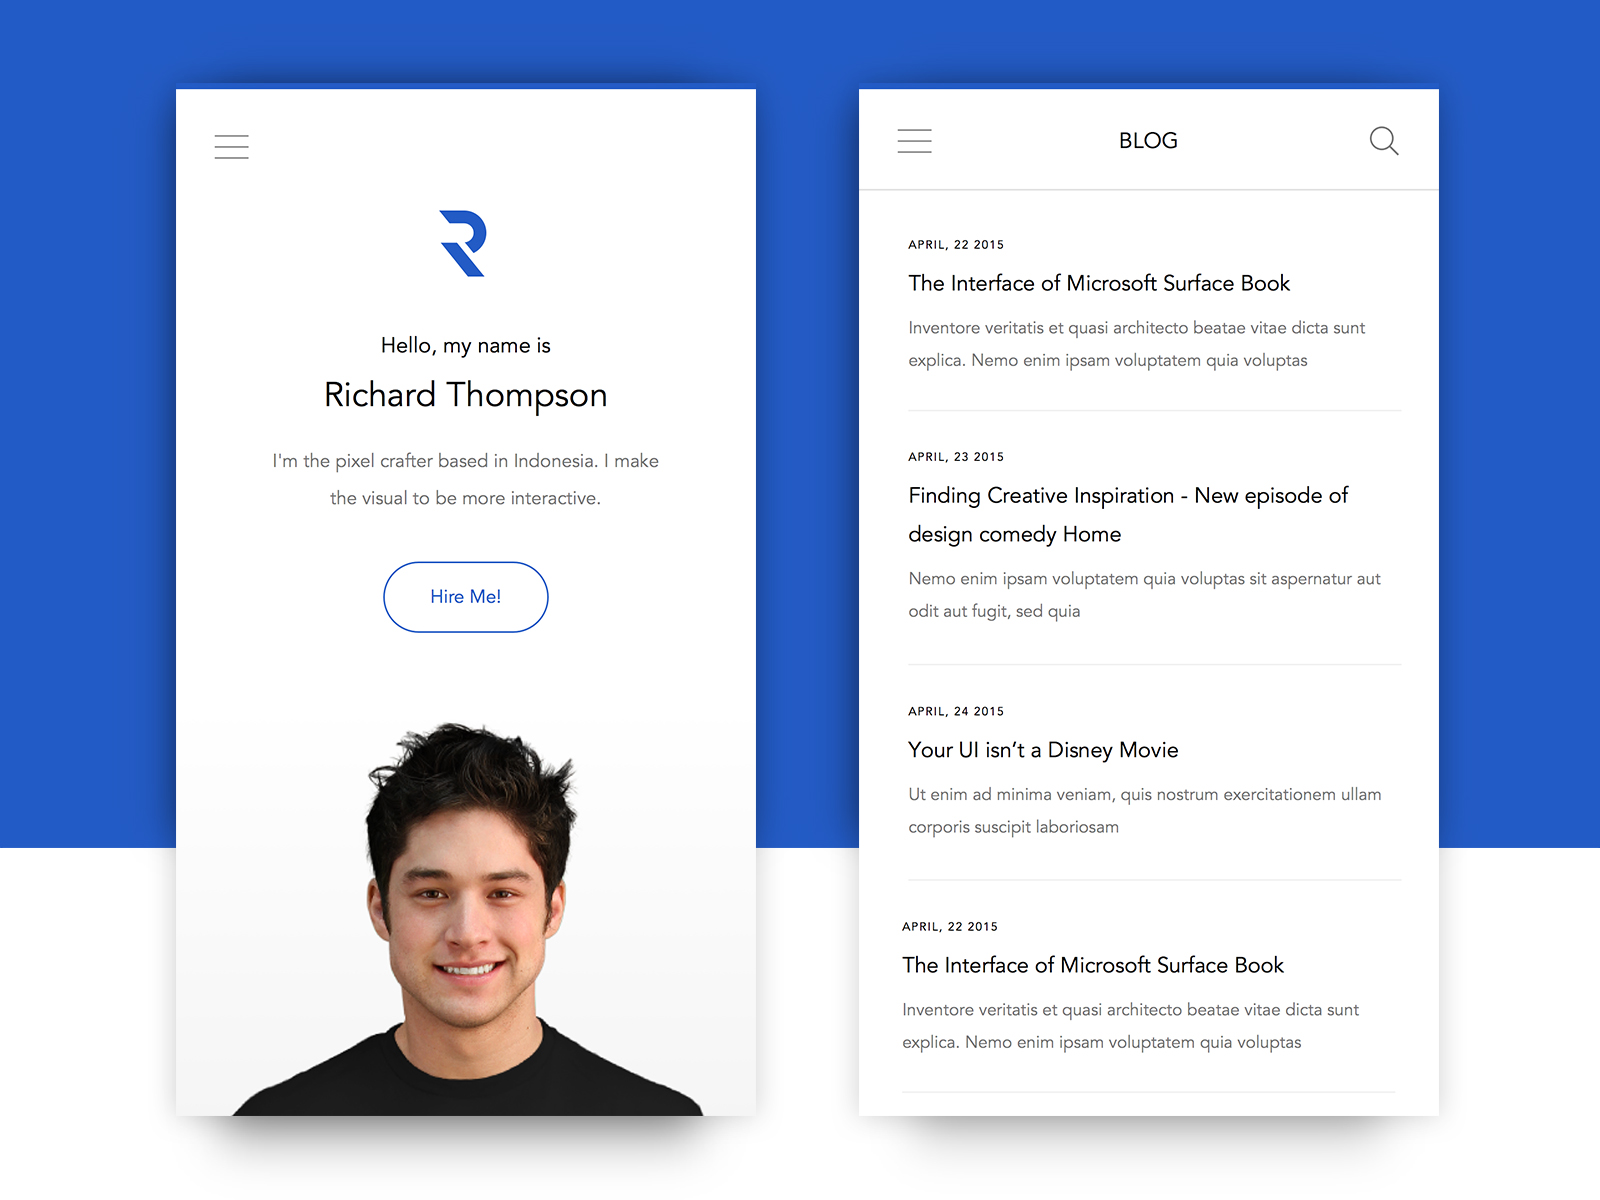 Hello, my name is
Richard Thompson
I'm the pixel crafter based in Indonesia. I make
the visual to be more interactive.
Hire Me!
BLOG
APRIL, 22 2015
The Interface of Microsoft Surface Book
Inventore veritatis et quasi architecto beatae vitae dicta sunt
explica. Nemo enim ipsam voluptatem quia voluptas
APRIL, 23 2015
Finding Creative Inspiration - New episode of
design comedy Home
Nemo enim ipsam voluptatem quia voluptas sit aspernatur aut
odit aut fugit, sed quia
APRIL, 24 2015
Your UI isn’t a Disney Movie
Ut enim ad minima veniam, quis nostrum exercitationem ullam
corporis suscipit laboriosam
APRIL, 22 2015
The Interface of Microsoft Surface Book
Inventore veritatis et quasi architecto beatae vitae dicta sunt
explica. Nemo enim ipsam voluptatem quia voluptas